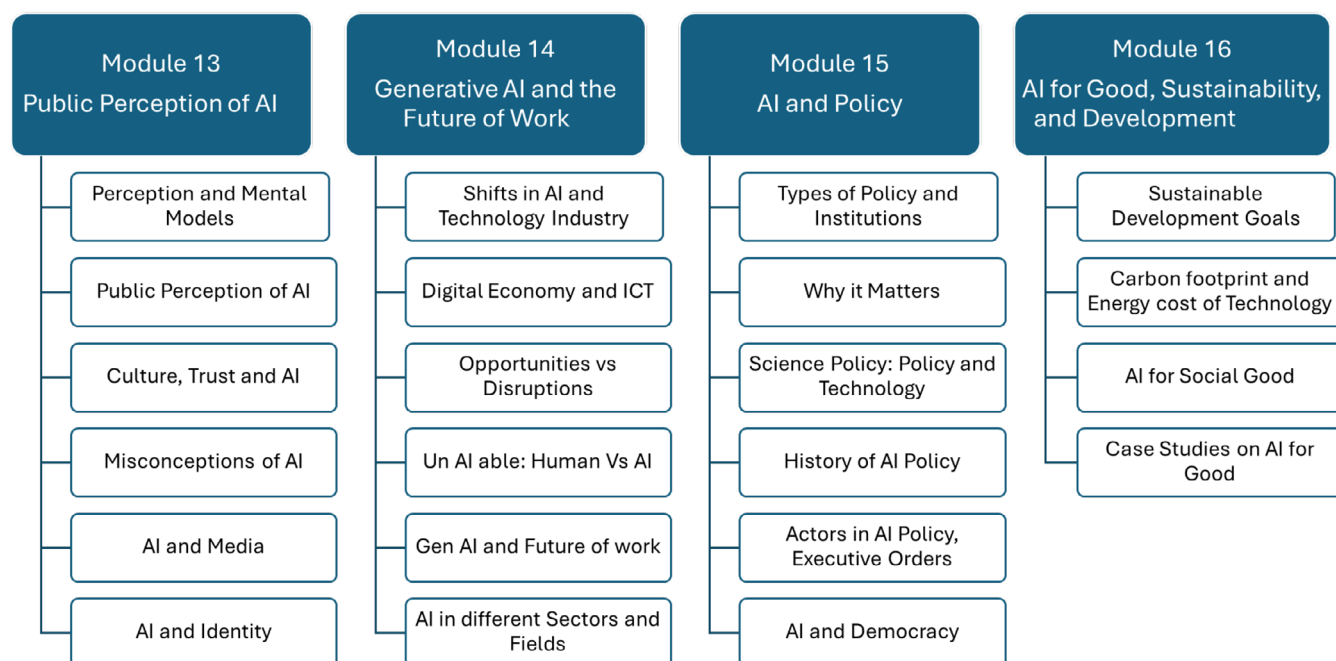 Module 13
Public Perception of AI
Perception and Mental
Models
Public Perception of AI
Culture, Trust and AI
Misconceptions of AI
AI and Media
AI and Identity
Module 14
Generative AI and the
Future of Work
Shifts in AI and
Technology Industry
Digital Economy and ICT
Opportunities vs
Disruptions
Un AI able: Human Vs AI
Gen AI and Future of work
AI in different Sectors and
Fields
Module 15
AI and Policy
Types of Policy and
Institutions
Why it Matters
Science Policy: Policy and
Technology
History of AI Policy
Actors in AI Policy,
Executive Orders
AI and Democracy
Module 16
AI for Good, Sustainability,
and Development
Sustainable
Development Goals
Carbon footprint and
Energy cost of Technology
AI for Social Good
Case Studies on AI for
Good